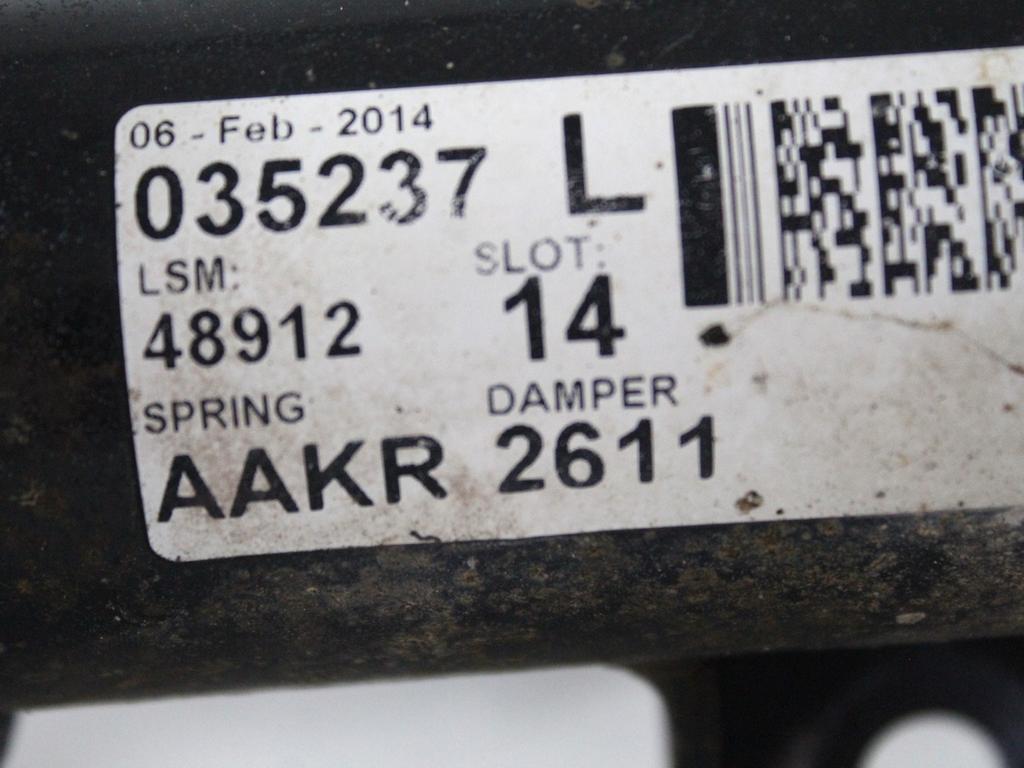 06 - Feb - 2014
035237 L
LSM: SLOT:
48912 14
SPRING DAMPER
AAKR 2611